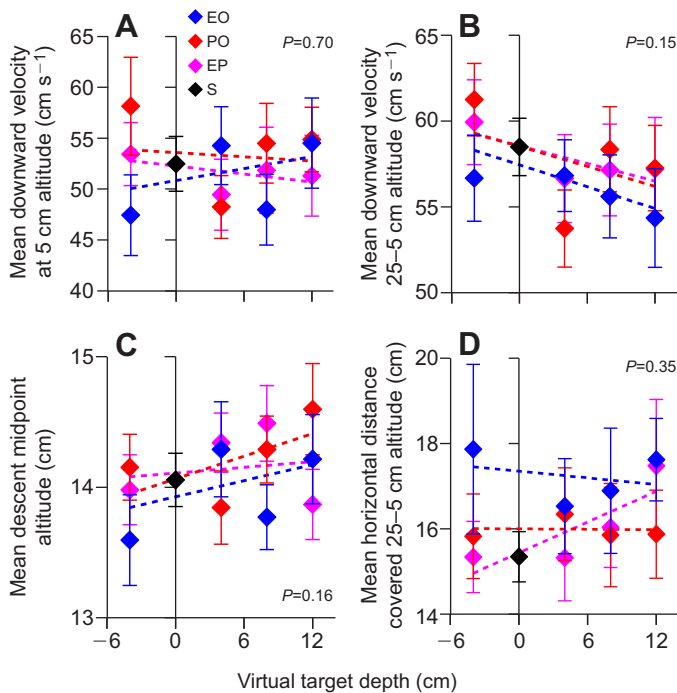 A
EO
PO
EP
S
P=0.70
65
60
55
50
45
40
Mean downward velocity
at 5 cm altitude (cm s−1)
B
P=0.15
65
60
55
50
Mean downward velocity
25–5 cm altitude (cm s−1)
C
P=0.16
15
14
13
Mean descent midpoint
altitude (cm)
−6 0 6 12
D
P=0.35
20
18
16
14
Mean horizontal distance
covered 25–5 cm altitude (cm)
−6 0 6 12
Virtual target depth (cm)